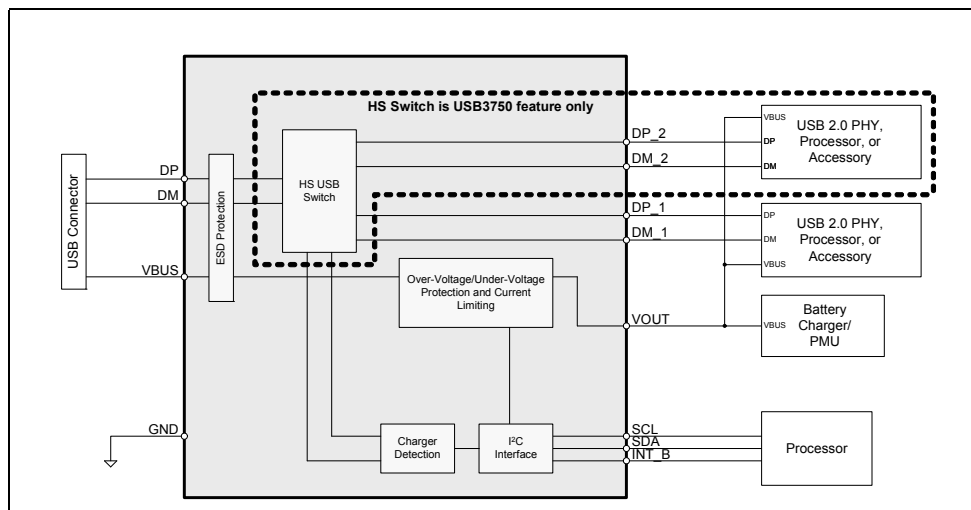 HS Switch is USB3750 feature only
DP_2
DM_2
VBUS
DP
DM
USB 2.0 PHY,
Processor, or
Accessory
USB Connector
DP
DM
VBUS
ESD Protection
HS USB
Switch
DP_1
DM_1
DP
DM
VBUS
USB 2.0 PHY,
Processor, or
Accessory
Over-Voltage/Under-Voltage
Protection and Current
Limiting
VOUT
VBUS
Battery
Charger/
PMU
GND
Charger
Detection
I²C
Interface
SCL
SDA
INT_B
Processor